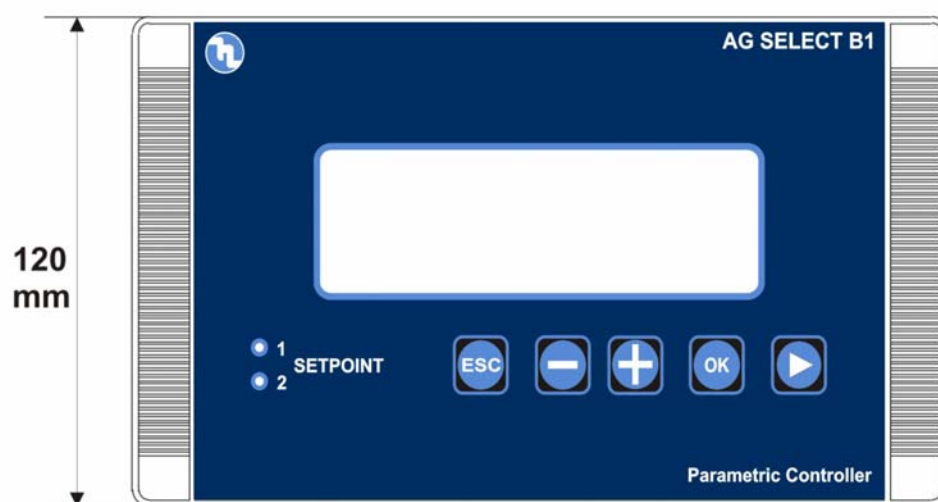 AG SELECT B1
120
mm
1
SETPOINT
2
ESC
OK
Parametric Controller